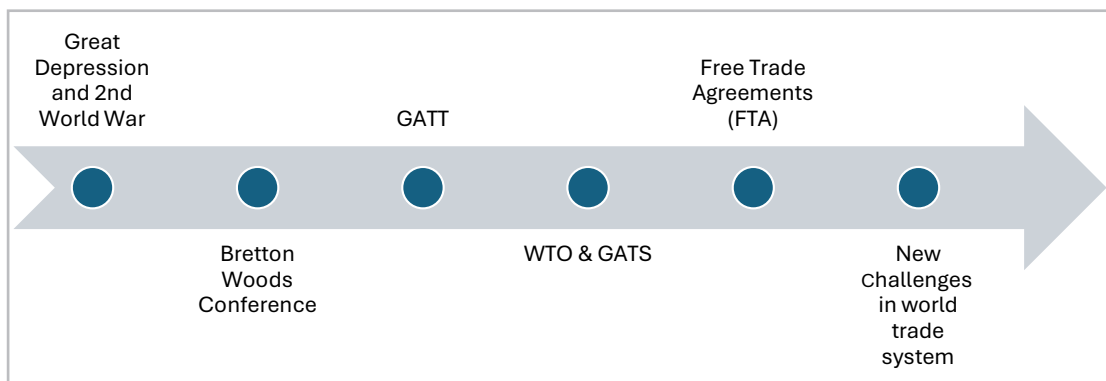 Great
Depression
and 2nd
World War
Bretton
Woods
Conference
GATT
WTO & GATS
Free Trade
Agreements
(FTA)
New
Challenges
in world
trade
system